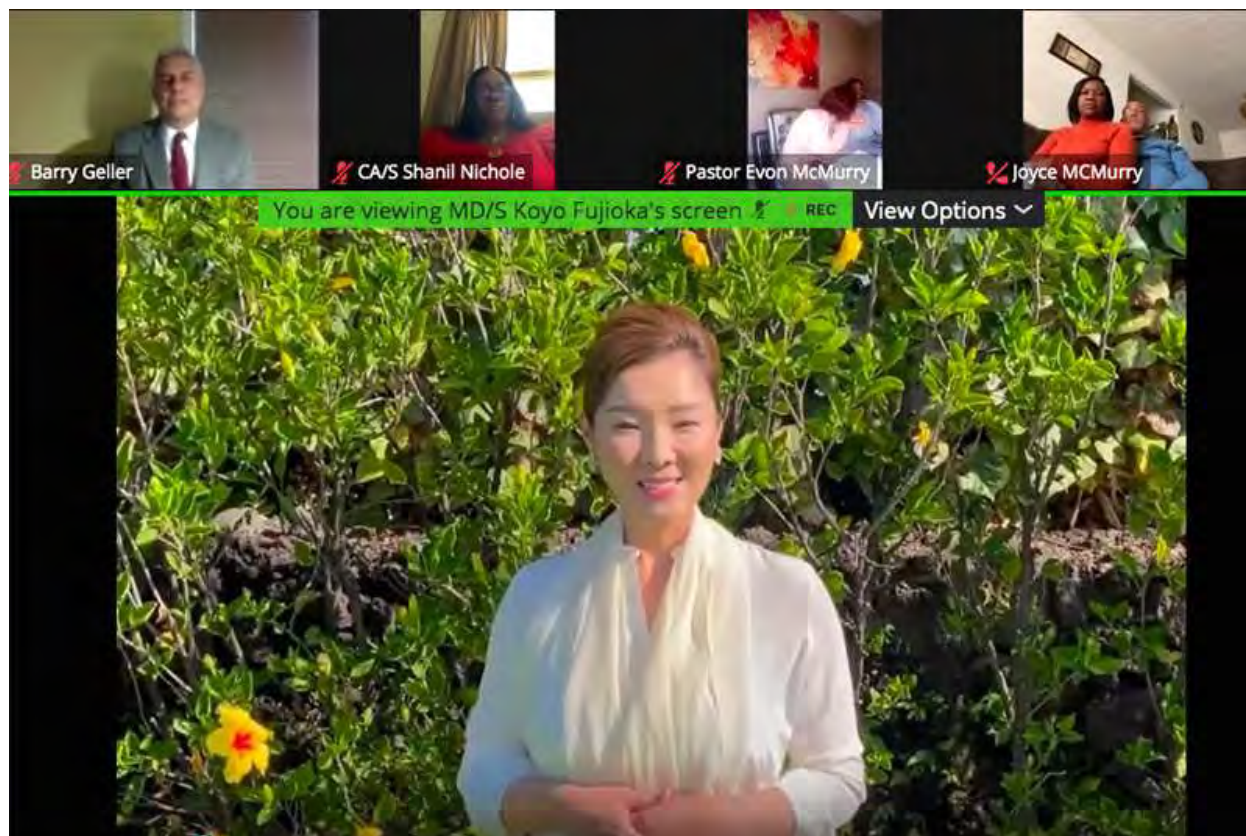 Barry Geller
CA/S Shanil Nichole
Pastor Evon McMurry
Joyce MCMurry
You are viewing MD/S Koyo Fujioka's screen
REC
View Options